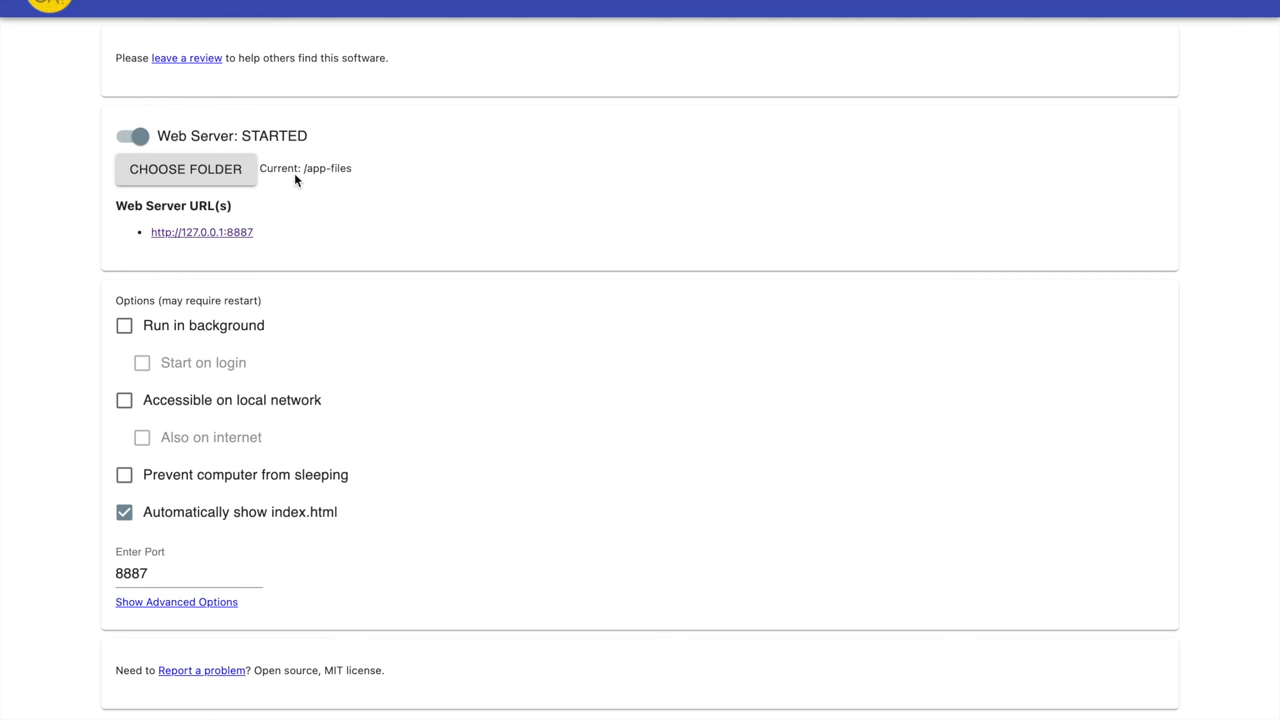 Please leave a review to help others find this software.
Web Server: STARTED
CHOOSE FOLDER Current: /app-files
Web Server URL(s)
• http://127.0.0.1:8887
Options (may require restart)
Run in background
Start on login
Accessible on local network
Also on internet
Prevent computer from sleeping
Automatically show index.html
Enter Port
8887
Show Advanced Options
Need to Report a problem? Open source, MIT license.